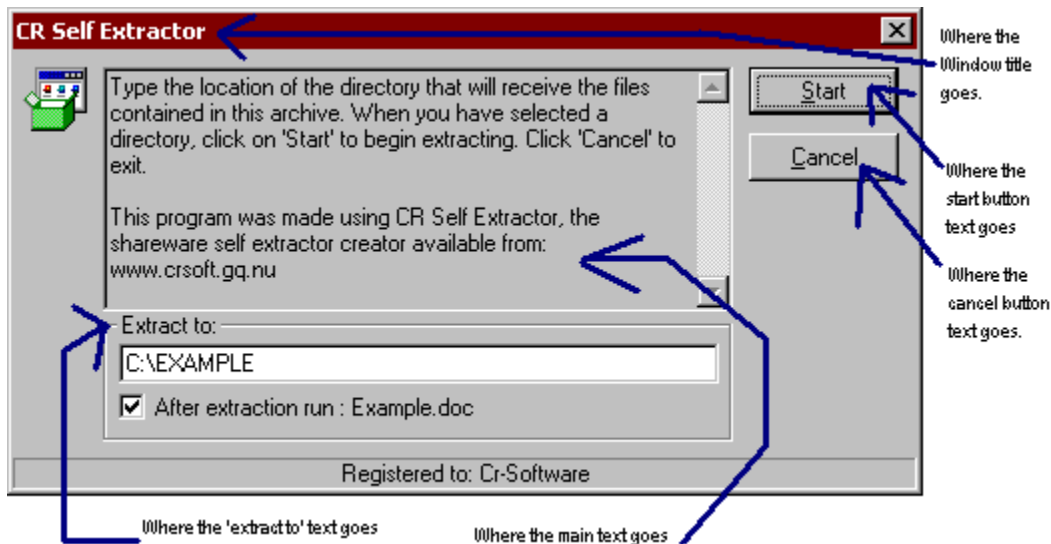 CR Self Extractor
Where the
Window title
goes.
Type the location of the directory that will receive the files
contained in this archive. When you have selected a
directory, click on 'Start' to begin extracting. Click 'Cancel' to
exit.
This program was made using CR Self Extractor, the
shareware self extractor creator available from:
www.crsoft.gq.nu
Start
Cancel
Where the
start button
text goes
Where the
cancel button
text goes.
Extract to:
C:\EXAMPLE
After extraction run : Example.doc
Registered to: Cr-Software
Where the 'extract to' text goes
Where the main text goes